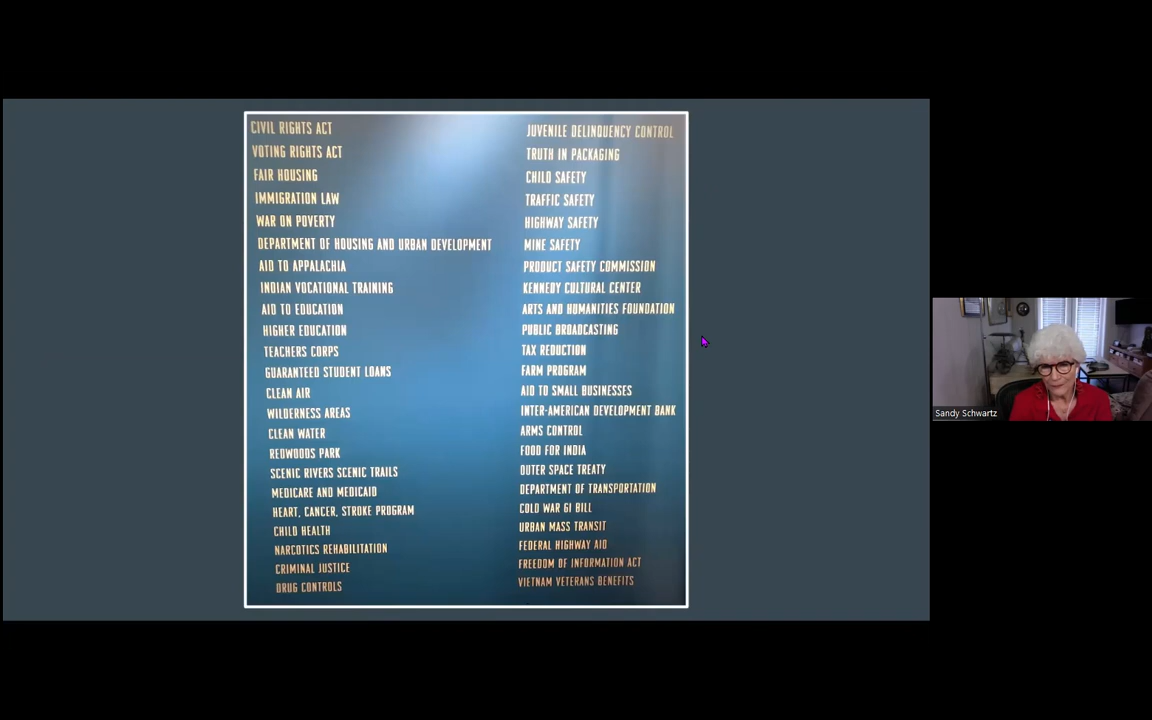 CIVIL RIGHTS ACT
VOTING RIGHTS ACT
FAIR HOUSING
IMMIGRATION LAW
WAR ON POVERTY
DEPARTMENT OF HOUSING AND URBAN DEVELOPMENT
AID TO APPALACHIA
INDIAN VOCATIONAL TRAINING
AID TO EDUCATION
HIGHER EDUCATION
TEACHERS CORPS
GUARANTEED STUDENT LOANS
CLEAN AIR
WILDERNESS AREAS
CLEAN WATER
REDWOODS PARK
SCENIC RIVERS SCENIC TRAILS
MEDICARE AND MEDICAID
HEART, CANCER, STROKE PROGRAM
CHILD HEALTH
NARCOTICS REHABILITATION
CRIMINAL JUSTICE
DRUG CONTROLS
JUVENILE DELINQUENCY CONTROL
TRUTH IN PACKAGING
CHILD SAFETY
TRAFFIC SAFETY
HIGHWAY SAFETY
MINE SAFETY
PRODUCT SAFETY COMMISSION
KENNEDY CULTURAL CENTER
ARTS AND HUMANITIES FOUNDATION
PUBLIC BROADCASTING
TAX REDUCTION
FARM PROGRAM
AID TO SMALL BUSINESSES
INTER-AMERICAN DEVELOPMENT BANK
ARMS CONTROL
FOOD FOR INDIA
OUTER SPACE TREATY
DEPARTMENT OF TRANSPORTATION
COLD WAR GI BILL
URBAN MASS TRANSIT
FEDERAL HIGHWAY AID
FREEDOM OF INFORMATION ACT
VIETNAM VETERANS BENEFITS
Sandy Schwartz